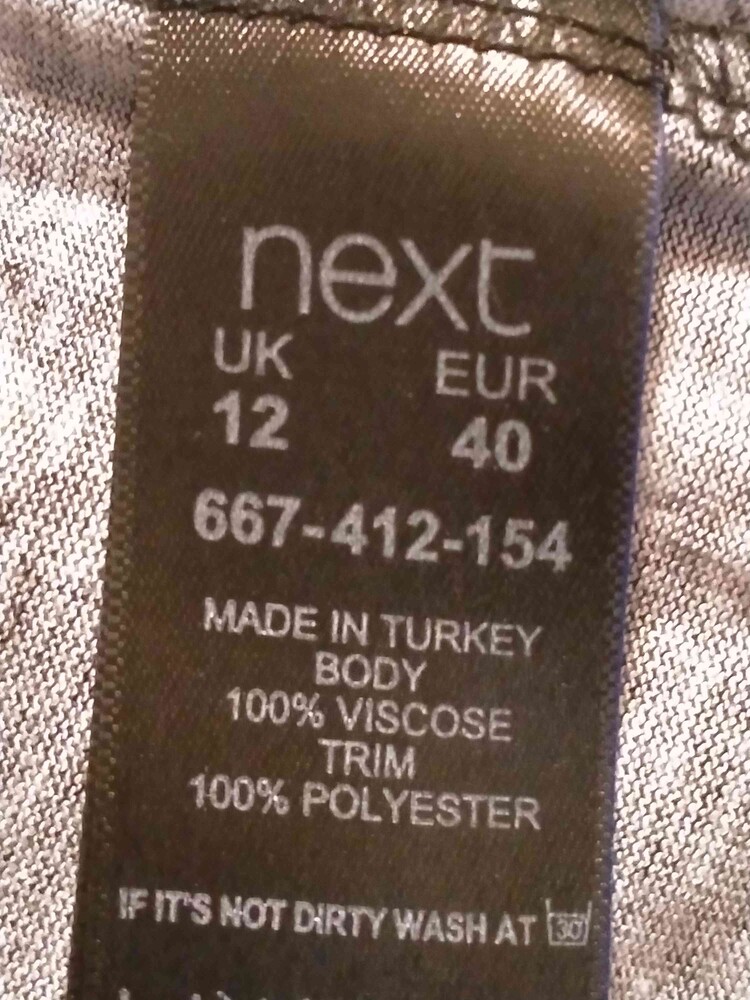 next
UK EUR
12 40
667-412-154
MADE IN TURKEY
BODY
100% VISCOSE
TRIM
100% POLYESTER
IF IT'S NOT DIRTY WASH AT 30